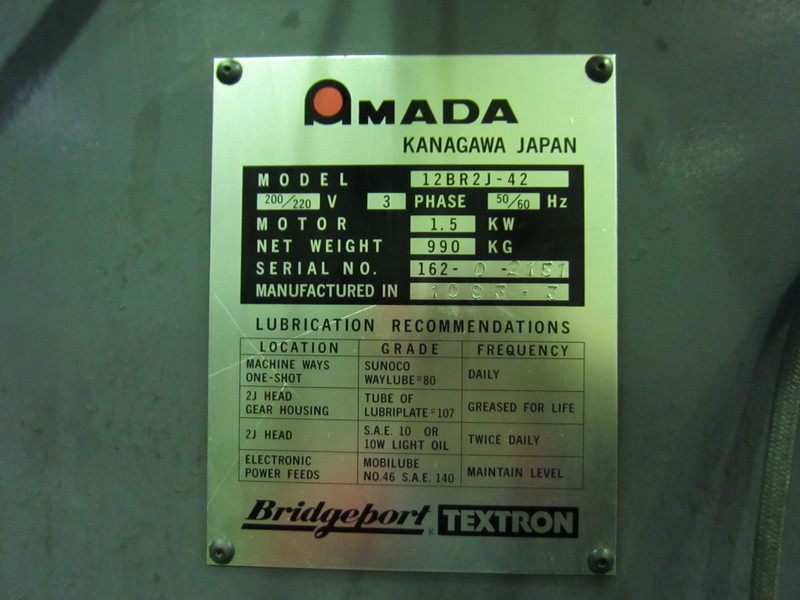 AMADA
KANAGAWA JAPAN
MODEL 12BR2J-42
200/220 V 3 PHASE 50/60 Hz
MOTOR 1.5 KW
NET WEIGHT 990 KG
SERIAL NO. 162-0-2151
MANUFACTURED IN
LUBRICATION RECOMMENDATIONS
LOCATION GRADE FREQUENCY
MACHINE WAYS ONE-SHOT SUNOCO WAYLUBE #80 DAILY
2J HEAD GEAR HOUSING TUBE OF LUBRIPLATE #107 GREASED FOR LIFE
2J HEAD S.A.E. 10 OR 10W LIGHT OIL TWICE DAILY
ELECTRONIC POWER FEEDS MOBILUBE NO.46 S.A.E. 140 MAINTAIN LEVEL
Bridgeport® TEXTRON